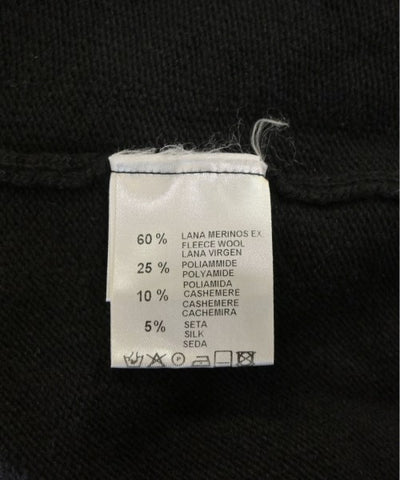 60 % LANA MERINOS EX.
FLEECE WOOL
LANA VIRGEN
25 % POLIAMMIDE
POLYAMIDE
POLIAMIDA
10 % CASHEMERE
CASHEMERE
CACHEMIRA
5% SETA
SILK
SEDA